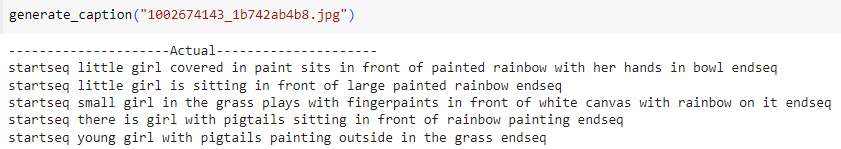 generate_caption("1002674143_1b742ab4b8.jpg")
---------------------Actual---------------------
startseq little girl covered in paint sits in front of painted rainbow with her hands in bowl endseq
startseq little girl is sitting in front of large painted rainbow endseq
startseq small girl in the grass plays with fingerpaints in front of white canvas with rainbow on it endseq
startseq there is girl with pigtails sitting in front of rainbow painting endseq
startseq young girl with pigtails painting outside in the grass endseq